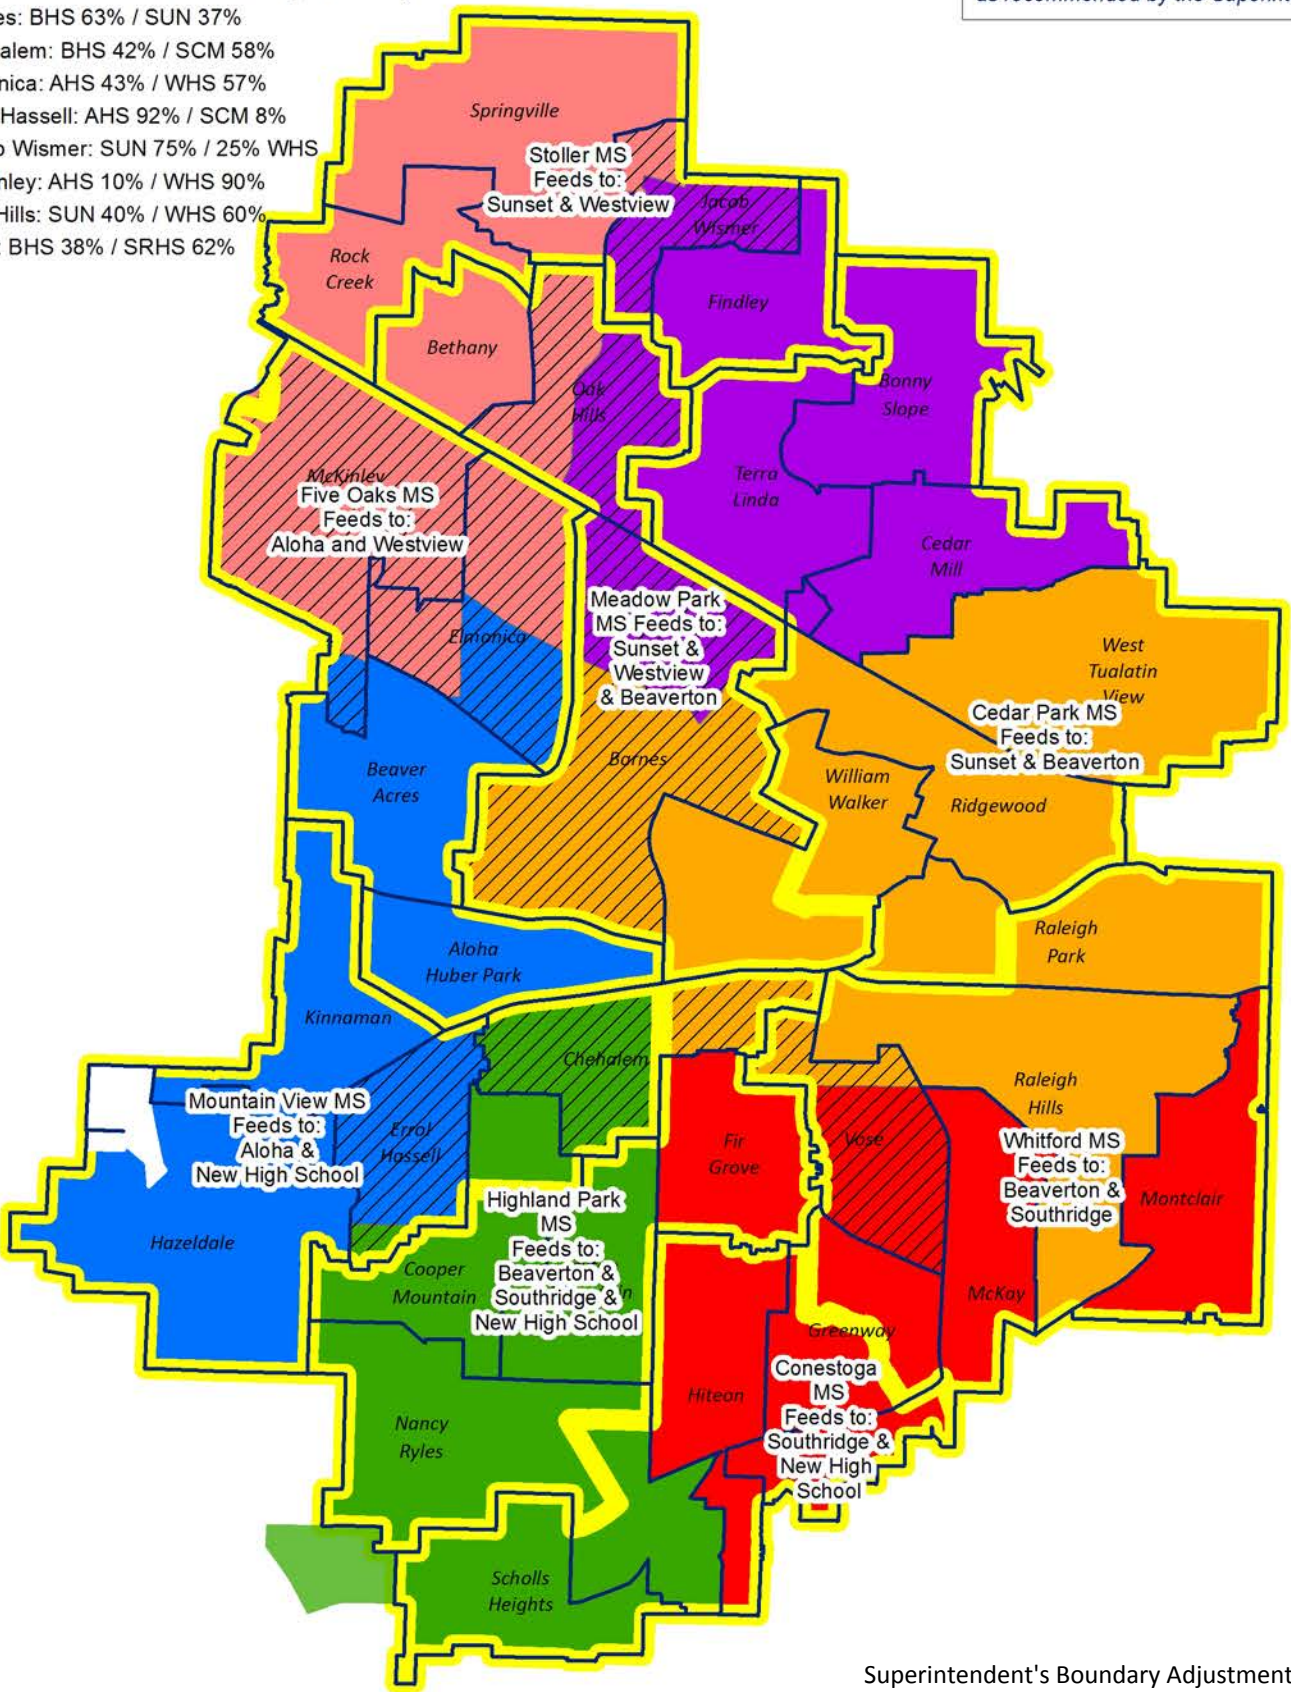 es: BHS 63% / SUN 37%
alem: BHS 42% / SCM 58%
nica: AHS 43% / WHS 57%
Hassell: AHS 92% / SCM 8%
Wismer: SUN 75% / 25% WHS
nley: AHS 10% / WHS 90%
Hills: SUN 40% / WHS 60%
: BHS 38% / SRHS 62%
as recommended by the Superint
Springville
Stoller MS
Feeds to:
Sunset & Westview
Jacob
Wismer
Rock
Creek
Findley
Bethany
Oak
Hills
Bonny
Slope
McKinley
Five Oaks MS
Feeds to:
Aloha and Westview
Terra
Linda
Cedar
Mill
Elmonica
Meadow Park
MS Feeds to:
Sunset &
Westview
& Beaverton
West
Tualatin
View
Cedar Park MS
Feeds to:
Sunset & Beaverton
Beaver
Acres
Barnes
William
Walker
Ridgewood
Raleigh
Park
Aloha
Huber Park
Kinnaman
Chehalem
Mountain View MS
Feeds to:
Aloha &
New High School
Errol
Hassell
Fir
Grove
Vose
Raleigh
Hills
Whitford MS
Feeds to:
Beaverton &
Southridge
Montclair
Hazeldale
Highland Park
MS
Feeds to:
Beaverton &
Southridge &
New High School
Cooper
Mountain
in
McKay
Greenway
Conestoga
MS
Feeds to:
Southridge &
New High
School
Hiteon
Nancy
Ryles
Scholls
Heights
Superintendent's Boundary Adjustment